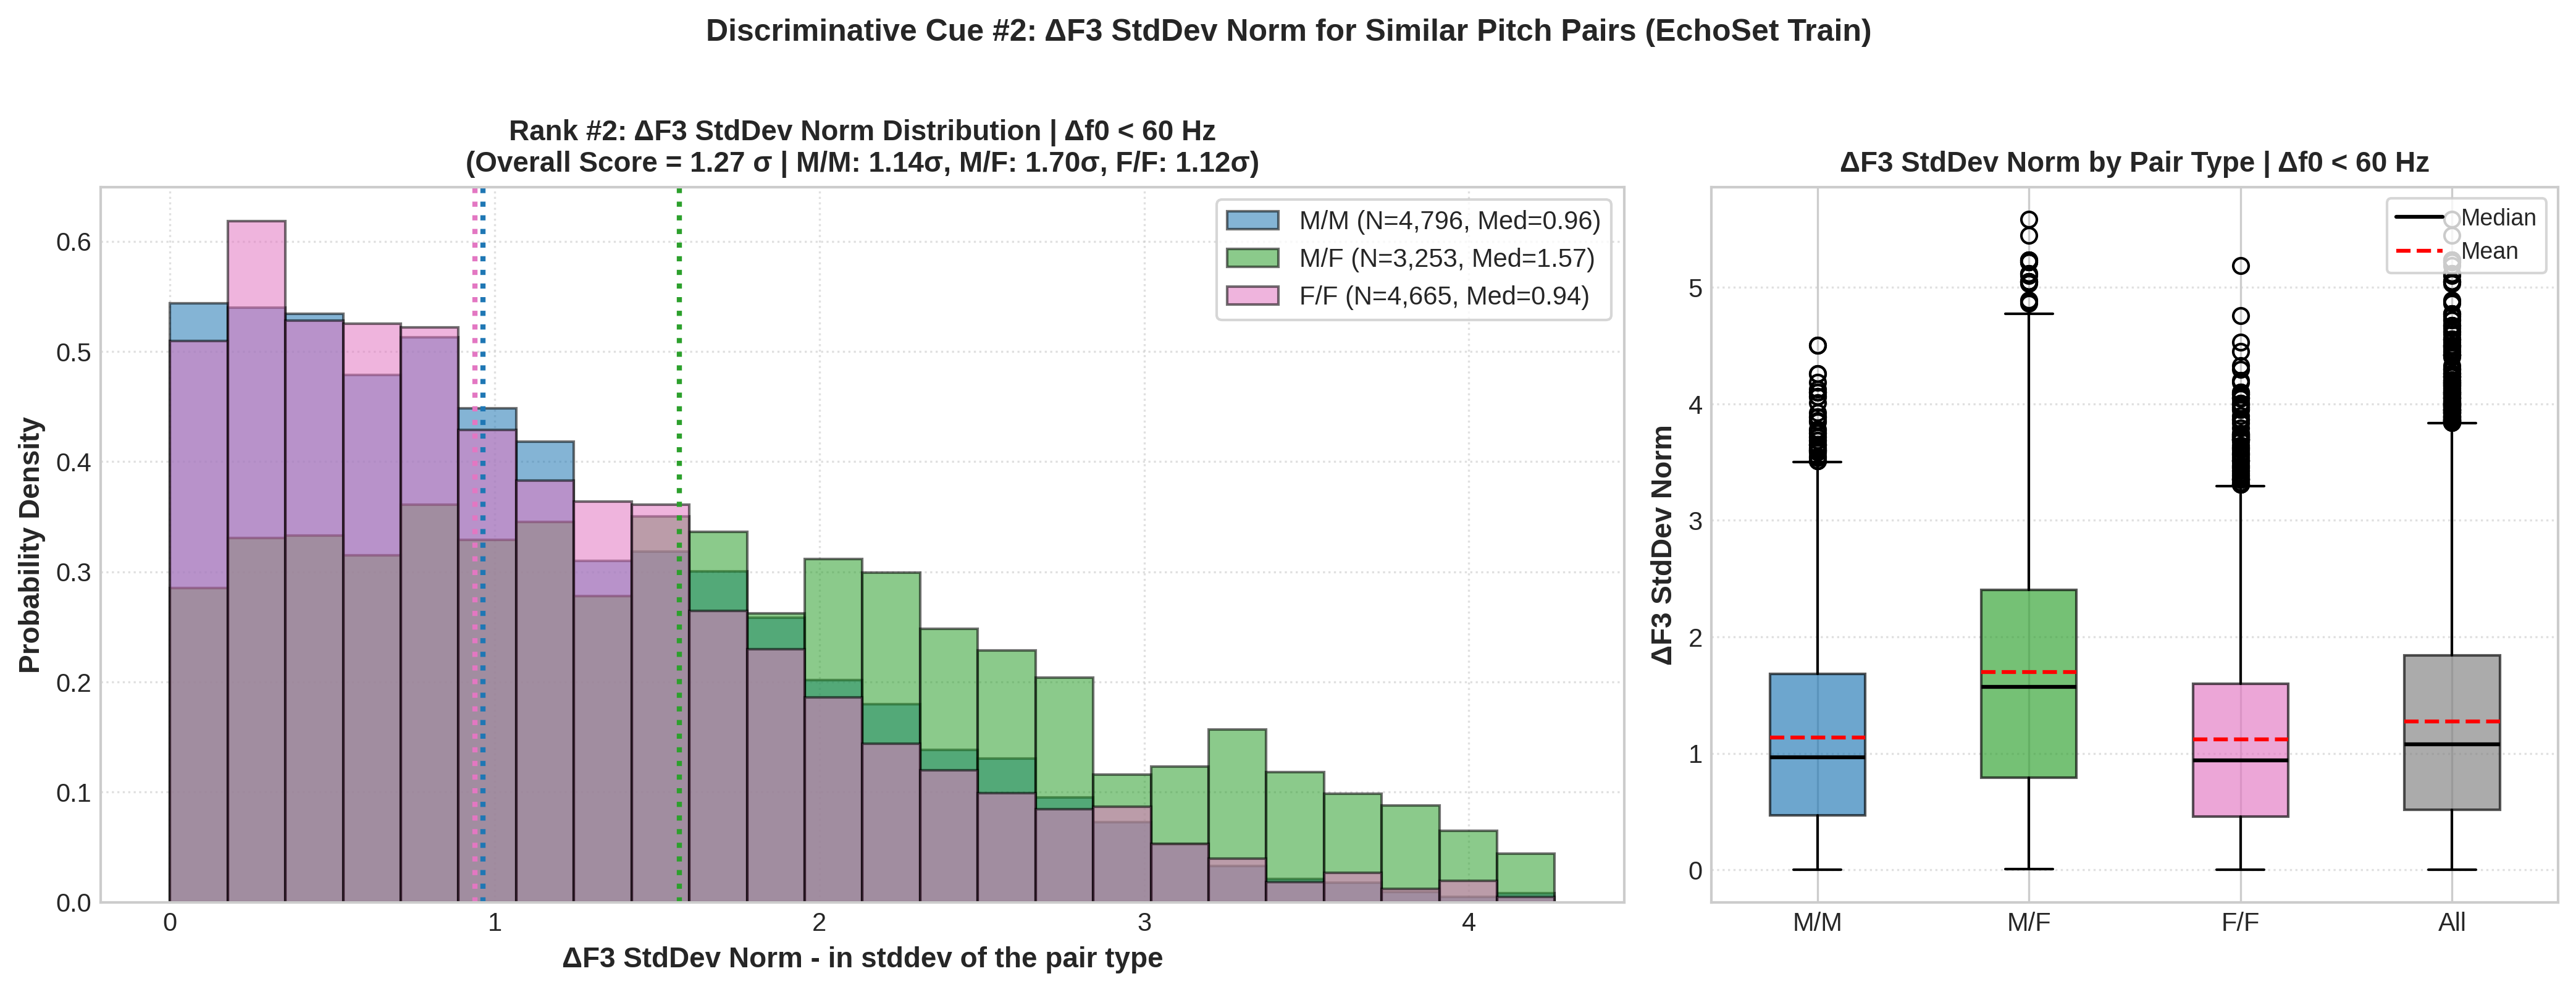 Discriminative Cue #2: ΔF3 StdDev Norm for Similar Pitch Pairs (EchoSet Train)
Rank #2: ΔF3 StdDev Norm Distribution | Δf0 < 60 Hz
(Overall Score = 1.27 σ | M/M: 1.14σ, M/F: 1.70σ, F/F: 1.12σ)
Probability Density
0.6
0.5
0.4
0.3
0.2
0.1
0.0
0
1
2
3
4
ΔF3 StdDev Norm - in stddev of the pair type
M/M (N=4,796, Med=0.96)
M/F (N=3,253, Med=1.57)
F/F (N=4,665, Med=0.94)
ΔF3 StdDev Norm by Pair Type | Δf0 < 60 Hz
ΔF3 StdDev Norm
5
4
3
2
1
0
M/M
M/F
F/F
All
Median
Mean